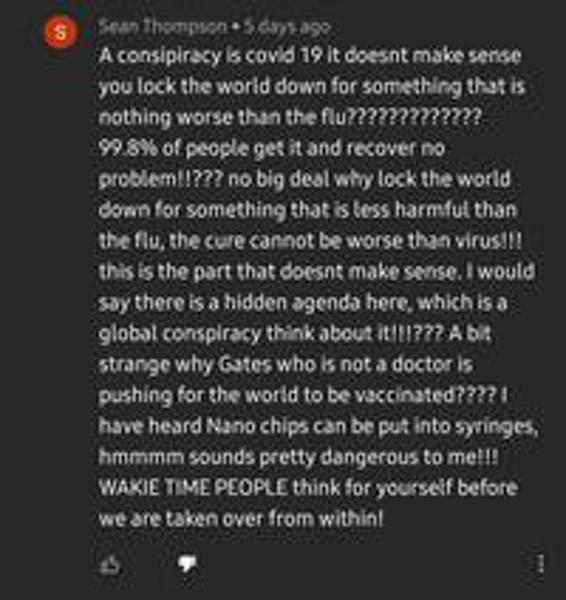 S
Sean Thompson • 5 days ago
A consipiracy is covid 19 it doesnt make sense
you lock the world down for something that is
nothing worse than the flu?????????????
99.8% of people get it and recover no
problem!!??? no big deal why lock the world
down for something that is less harmful than
the flu, the cure cannot be worse than virus!!!
this is the part that doesnt make sense. I would
say there is a hidden agenda here, which is a
global conspiracy think about it!!!??? A bit
strange why Gates who is not a doctor is
pushing for the world to be vaccinated???? I
have heard Nano chips can be put into syringes,
hmmmm sounds pretty dangerous to me!!!
WAKIE TIME PEOPLE think for yourself before
we are taken over from within!